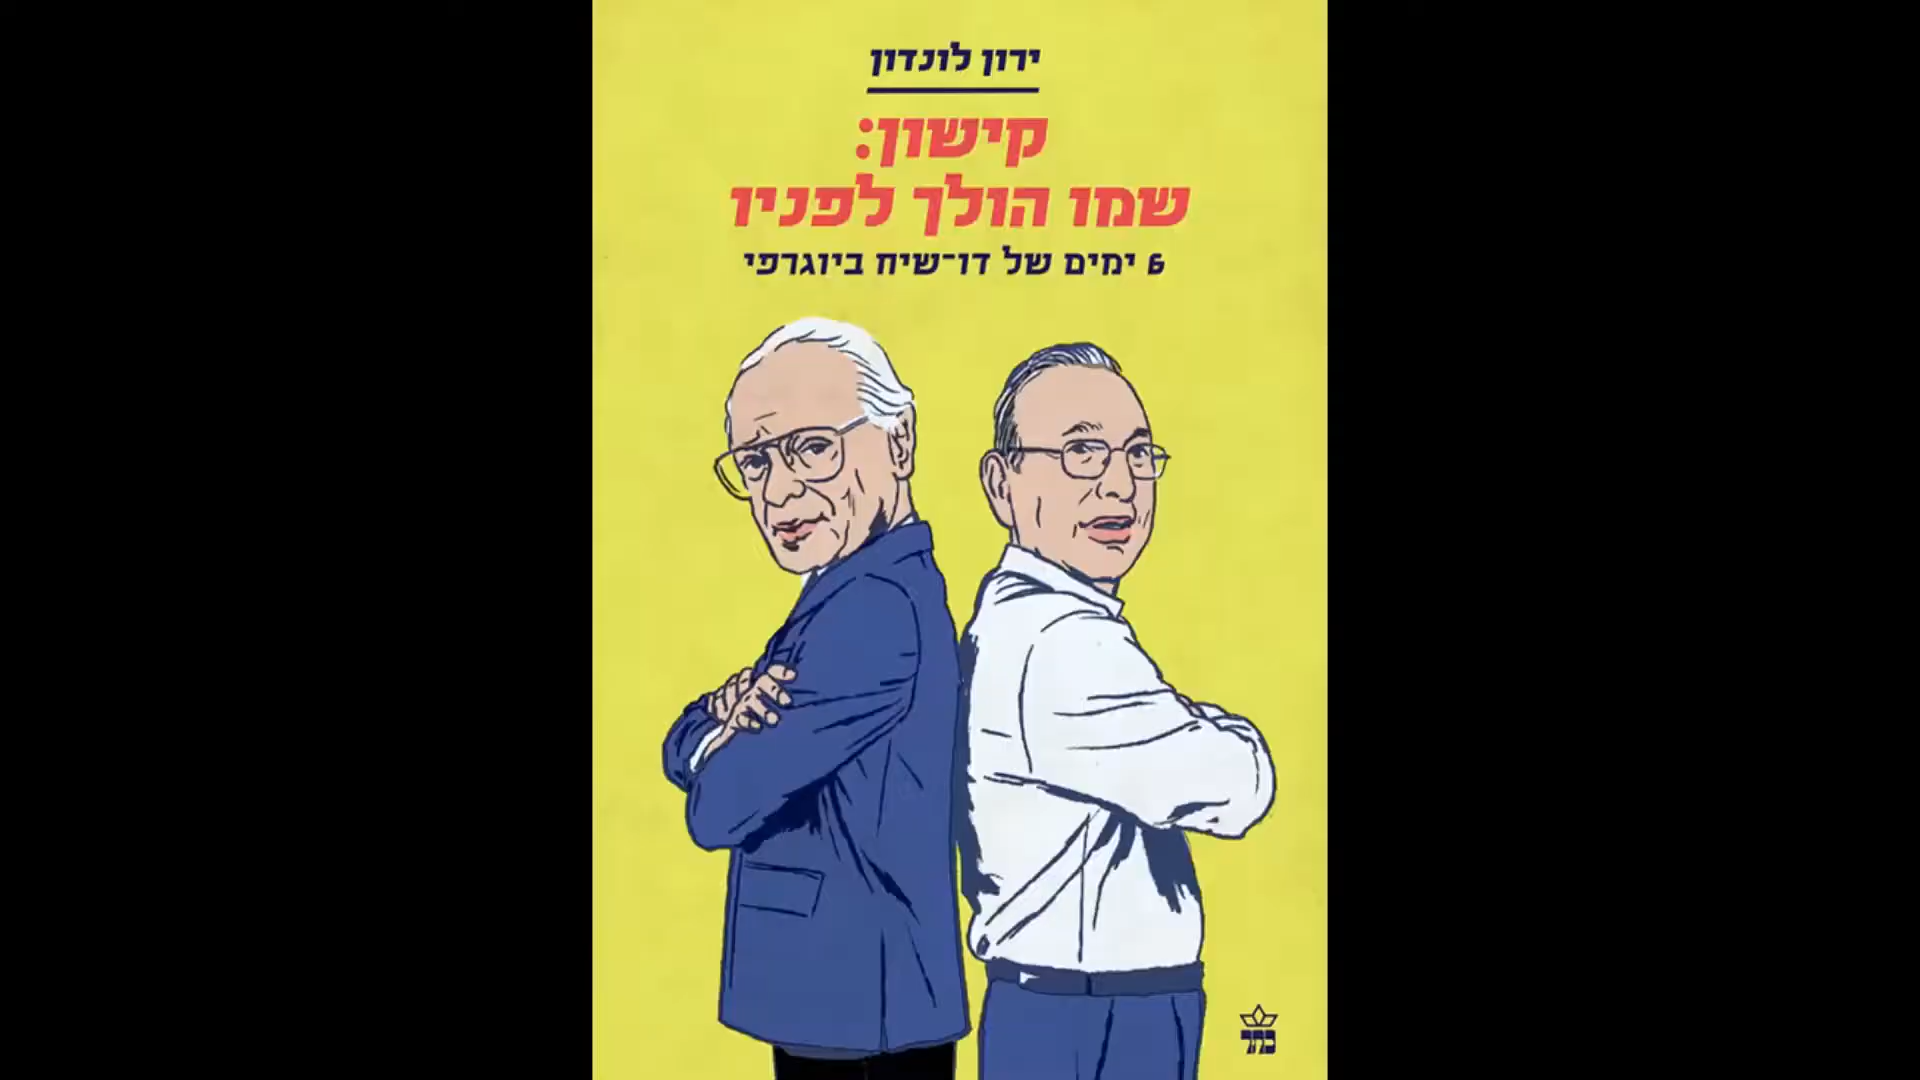 ירון לונדון
קישון:
שמו הולך לפניו
6 ימים של דו־שיח ביוגרפי
כתר